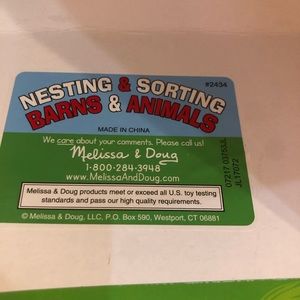 NESTING & SORTING
BARNS & ANIMALS
#2434
MADE IN CHINA
We care about your comments. Please call us!
Melissa & Doug
1-800-284-3948
www.MelissaAndDoug.com
Melissa & Doug products meet or exceed all U.S. toy testing
standards and pass our high quality requirements.
© Melissa & Doug, LLC, P.O. Box 590, Westport, CT 06881
JL17072